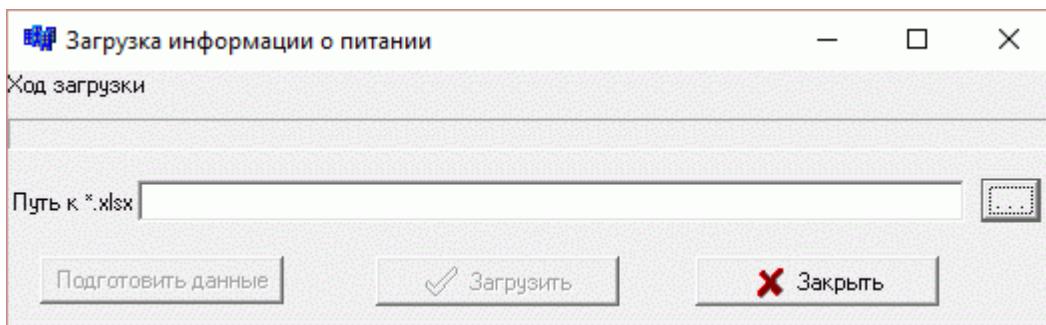 Загрузка информации о питании
Ход загрузки
Путь к *.xlsx ...
Подготовить данные Загрузить Закрыть